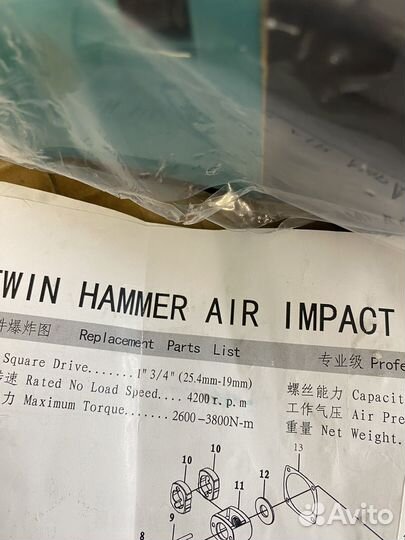 TWIN HAMMER AIR IMPACT
件爆炸图 Replacement Parts List 专业级 Profe
Square Drive.......1" 3/4" (25.4mm-19mm)
转速 Rated No Load Speed.... 4200r.p.m
力 Maximum Torque.......2600-3800N-m
螺丝能力 Capacit
工作气压 Air Pre
重量 Net Weight.
10
10
11
12
13
9
8
Avito